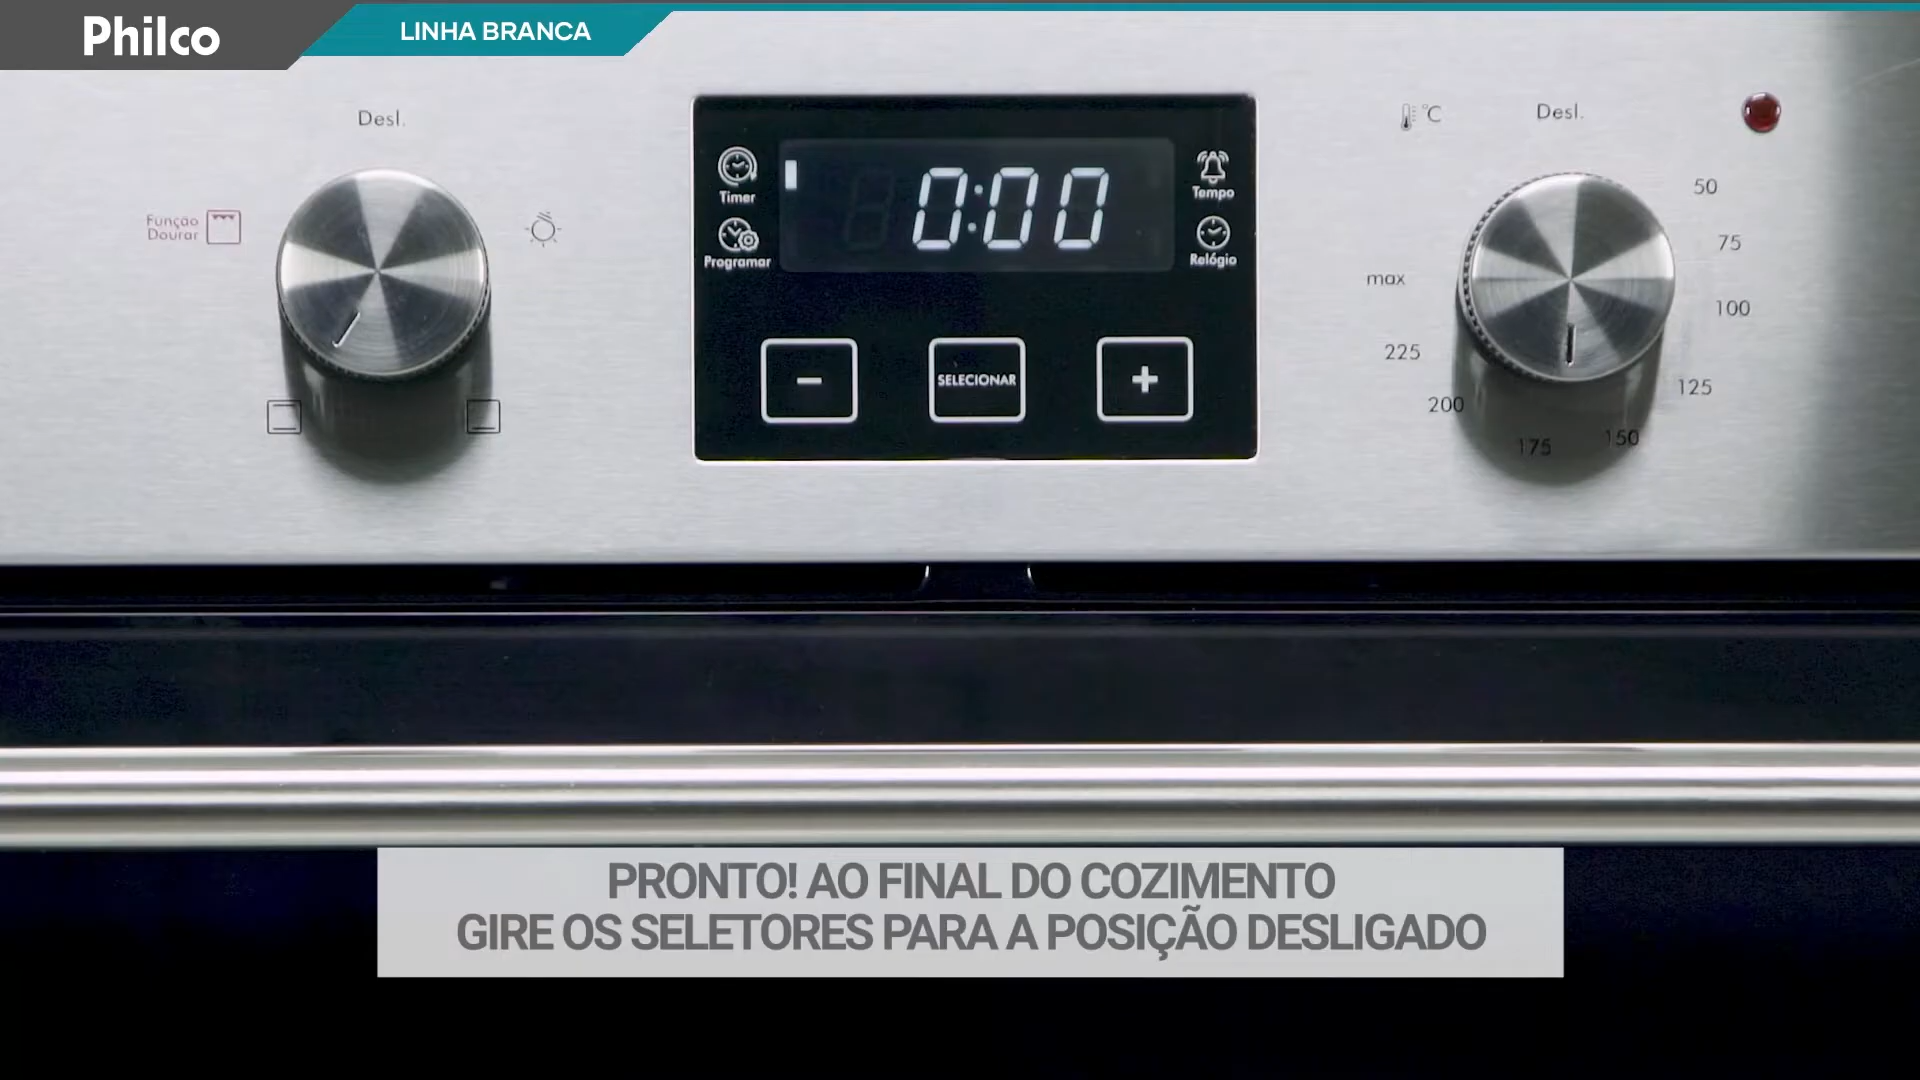 Philco
LINHA BRANCA
Desl.
Função
Dourar
Timer
Programar
0:00
Tempo
Relógio
-
SELECIONAR
+
°C
Desl.
50
75
100
125
150
175
200
225
max
PRONTO! AO FINAL DO COZIMENTO
GIRE OS SELETORES PARA A POSIÇÃO DESLIGADO